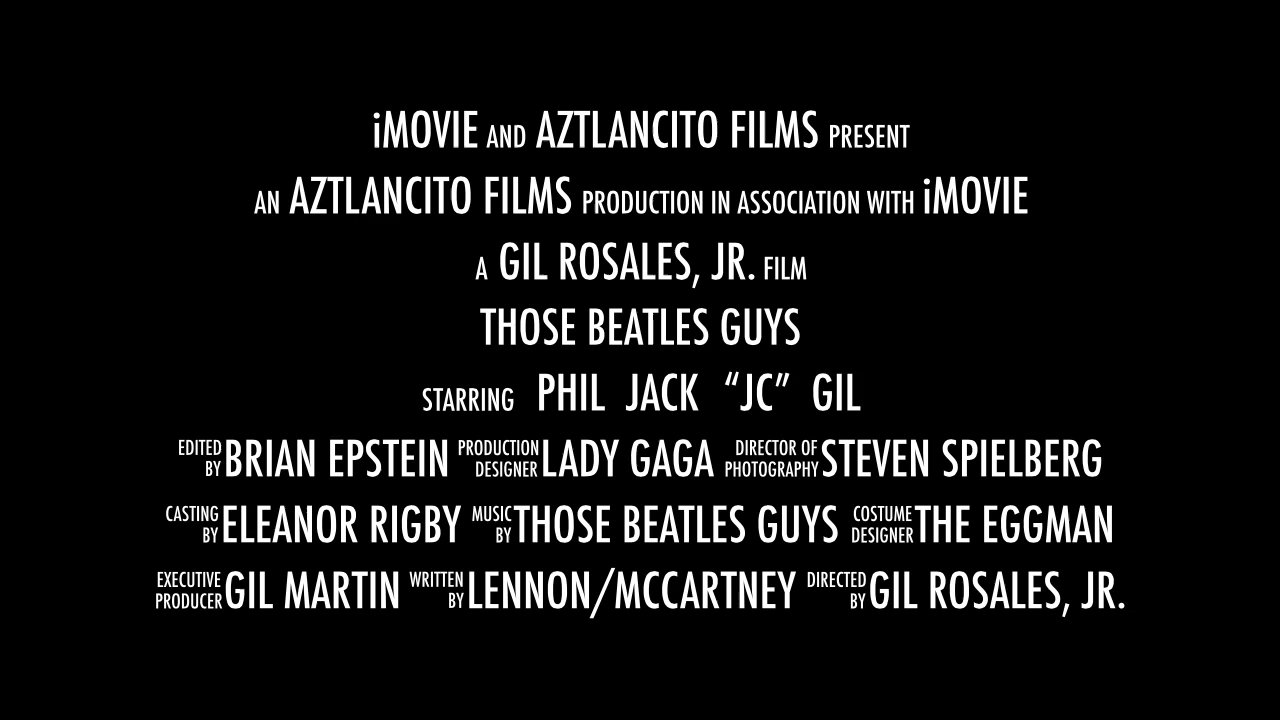 iMOVIE AND AZTLANCITO FILMS PRESENT
AN AZTLANCITO FILMS PRODUCTION IN ASSOCIATION WITH iMOVIE
A GIL ROSALES, JR. FILM
THOSE BEATLES GUYS
STARRING PHIL JACK “JC” GIL
EDITED BY BRIAN EPSTEIN PRODUCTION DESIGNER LADY GAGA DIRECTOR OF PHOTOGRAPHY STEVEN SPIELBERG
CASTING BY ELEANOR RIGBY MUSIC BY THOSE BEATLES GUYS COSTUME DESIGNER THE EGGMAN
EXECUTIVE PRODUCER GIL MARTIN WRITTEN BY LENNON/MCCARTNEY DIRECTED BY GIL ROSALES, JR.